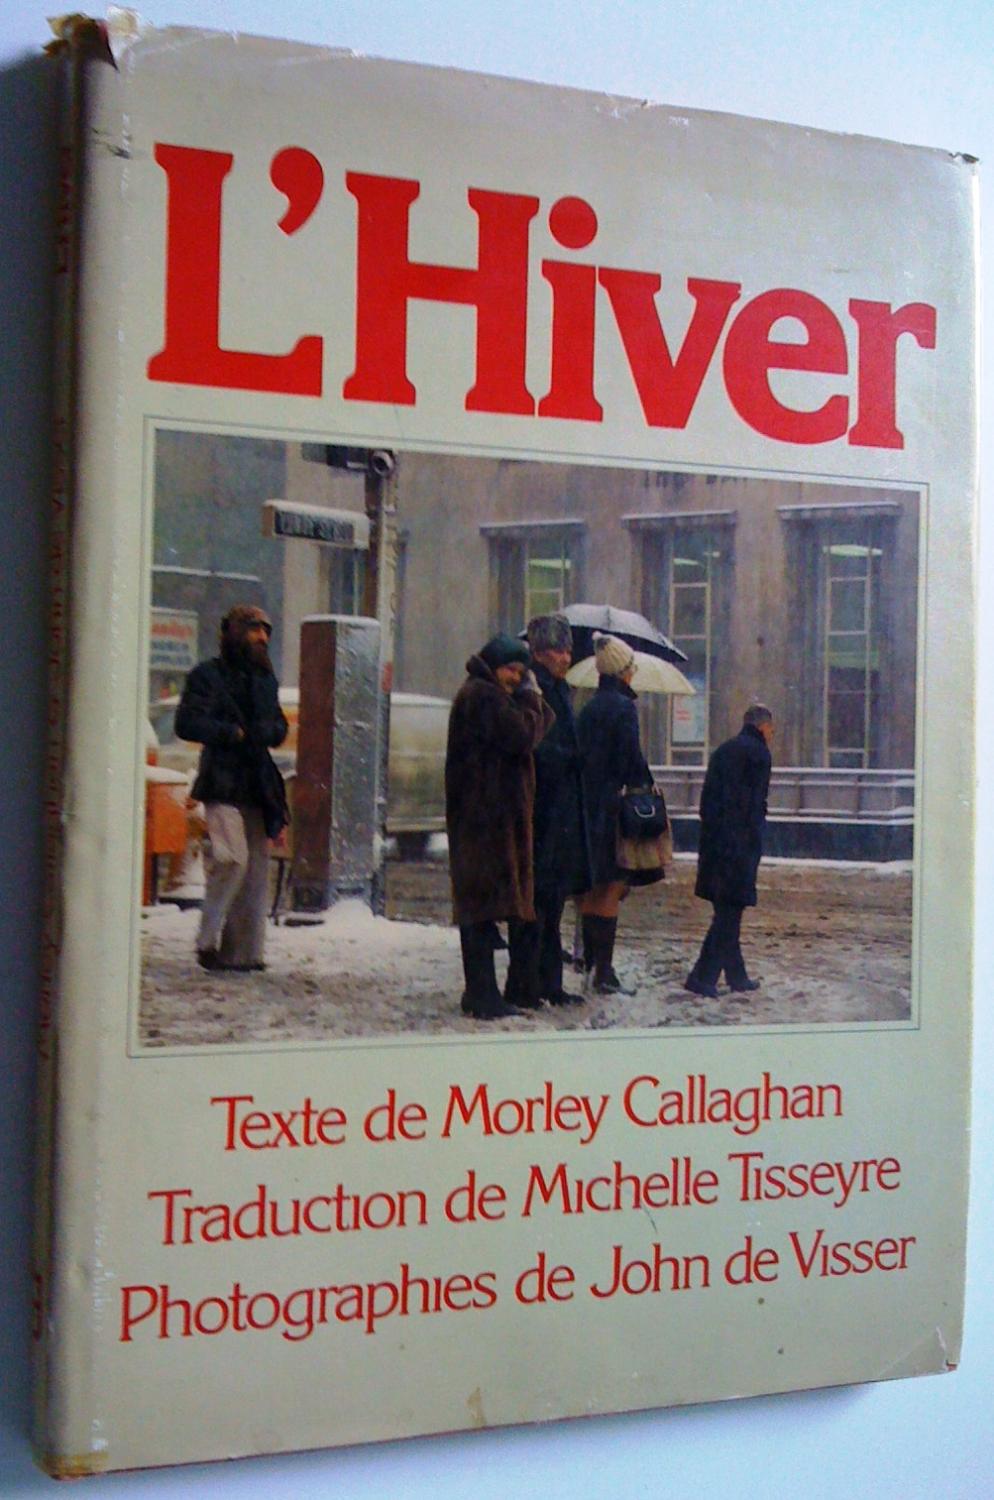 L'Hiver
Texte de Morley Callaghan
Traduction de Michelle Tisseyre
Photographies de John de Visser